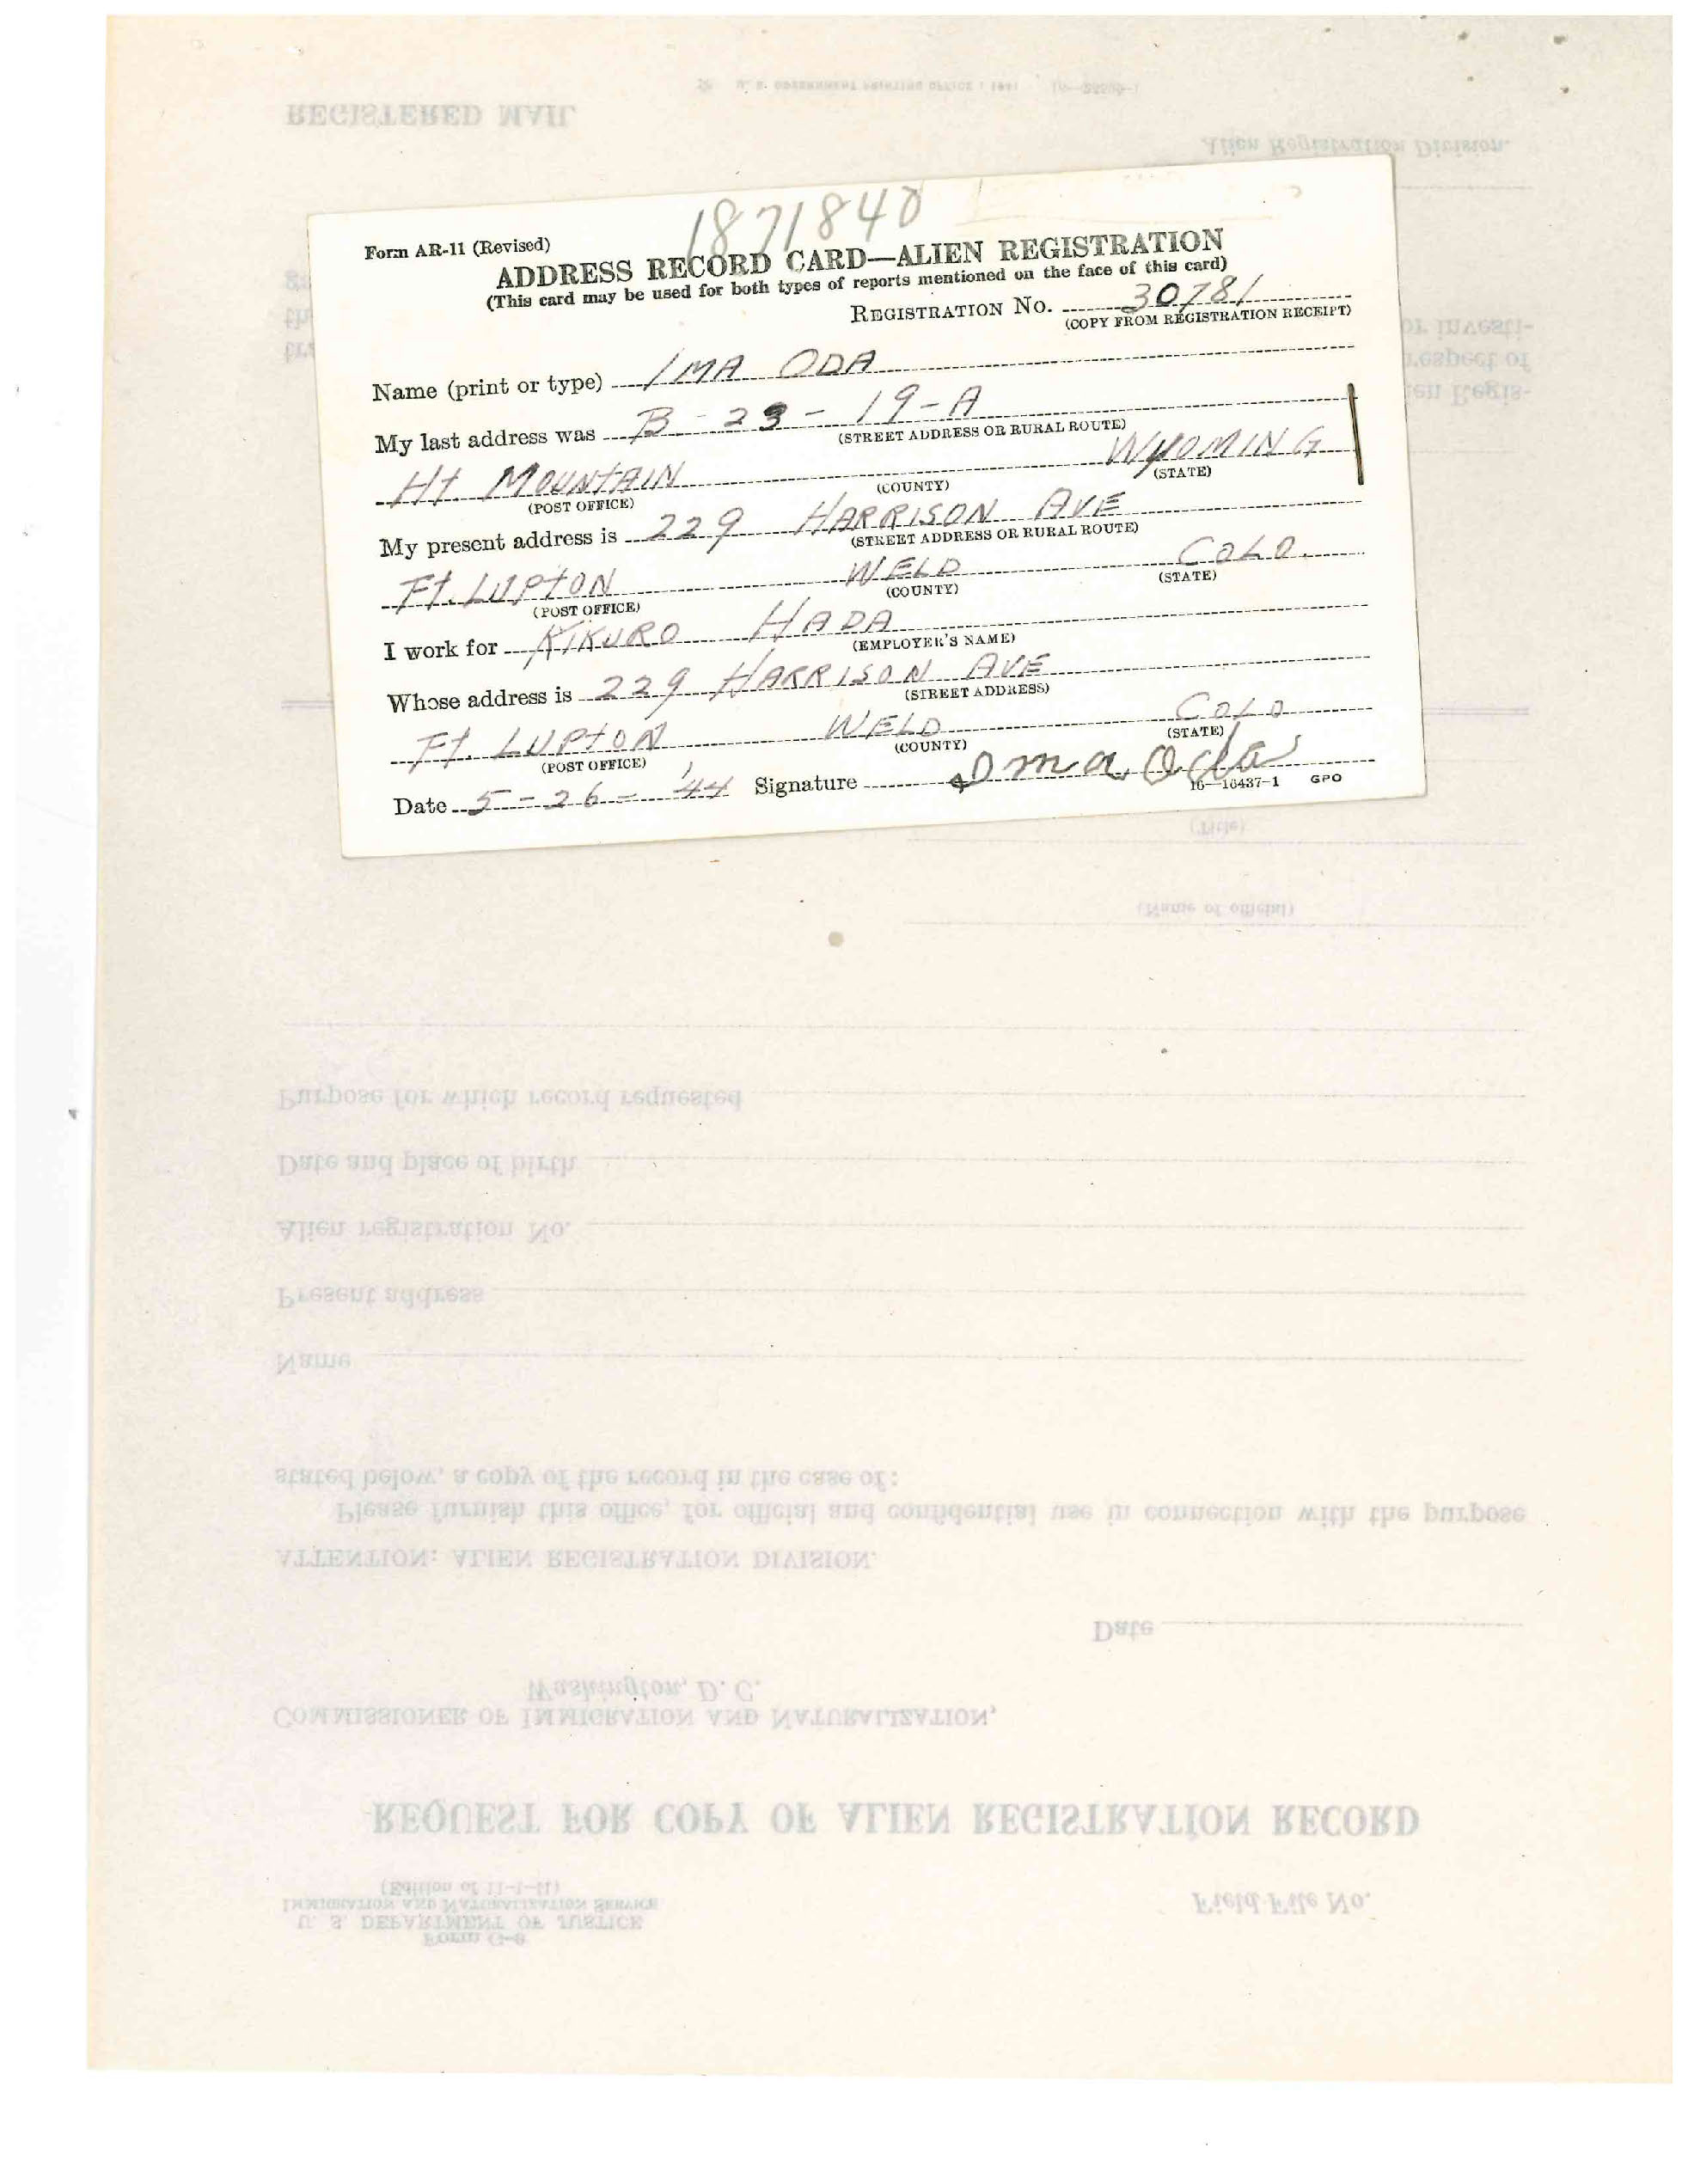 1871840
Form AR-11 (Revised)
ADDRESS RECORD CARD—ALIEN REGISTRATION
(This card may be used for both types of reports mentioned on the face of this card)
REGISTRATION No. 30781
(COPY FROM REGISTRATION RECEIPT)
Name (print or type) IMA ODA
My last address was B-23-19-A
(STREET ADDRESS OR RURAL ROUTE)
Ht. MOUNTAIN WYOMING
(POST OFFICE) (COUNTY) (STATE)
My present address is 229 HARRISON AVE
(STREET ADDRESS OR RURAL ROUTE)
Ft. LUPTON WELD COLO.
(POST OFFICE) (COUNTY) (STATE)
I work for KIKURO HADA
(EMPLOYER'S NAME)
Whose address is 229 HARRISON AVE
(STREET ADDRESS)
Ft. LUPTON WELD COLO
(POST OFFICE) (COUNTY) (STATE)
Date 5-26-'44 Signature Ima Oda
16—16437-1 GPO
REGISTERED MAIL
Alien Registration Division.
or investi-
respect of
(Title)
(Name of official)
Purpose for which record requested
Date and place of birth
Alien registration No.
Present address
Name
stated below, a copy of the record in the case of:
Please furnish this office, for official and confidential use in connection with the purpose
ATTENTION: ALIEN REGISTRATION DIVISION.
Date
Washington, D. C.
COMMISSIONER OF IMMIGRATION AND NATURALIZATION,
REQUEST FOR COPY OF ALIEN REGISTRATION RECORD
(Edition of 11-1-41)
IMMIGRATION AND NATURALIZATION SERVICE
U. S. DEPARTMENT OF JUSTICE
Form G-8
Field File No.